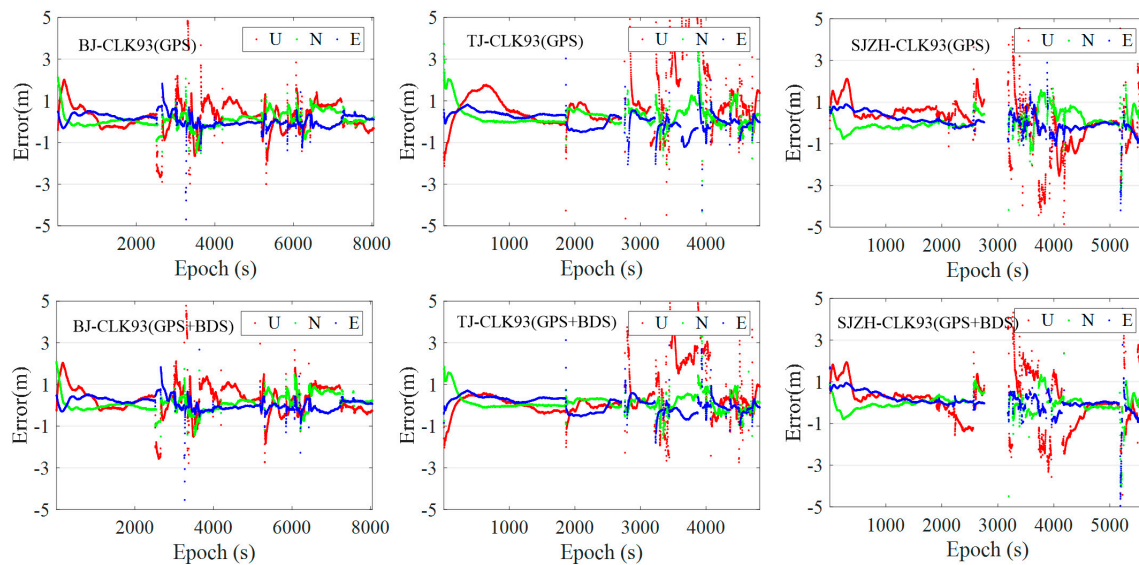 BJ-CLK93(GPS)
U N E
Error(m)
5
3
1
-1
-3
-5
2000 4000 6000 8000
Epoch (s)
TJ-CLK93(GPS)
U N E
Error(m)
5
3
1
-1
-3
-5
1000 2000 3000 4000
Epoch (s)
SJZH-CLK93(GPS)
U N E
Error(m)
5
3
1
-1
-3
-5
1000 2000 3000 4000 5000
Epoch (s)
BJ-CLK93(GPS+BDS)
U N E
Error(m)
5
3
1
-1
-3
-5
2000 4000 6000 8000
Epoch (s)
TJ-CLK93(GPS+BDS)
U N E
Error(m)
5
3
1
-1
-3
-5
1000 2000 3000 4000
Epoch (s)
SJZH-CLK93(GPS+BDS)
U N E
Error(m)
5
3
1
-1
-3
-5
1000 2000 3000 4000 5000
Epoch (s)